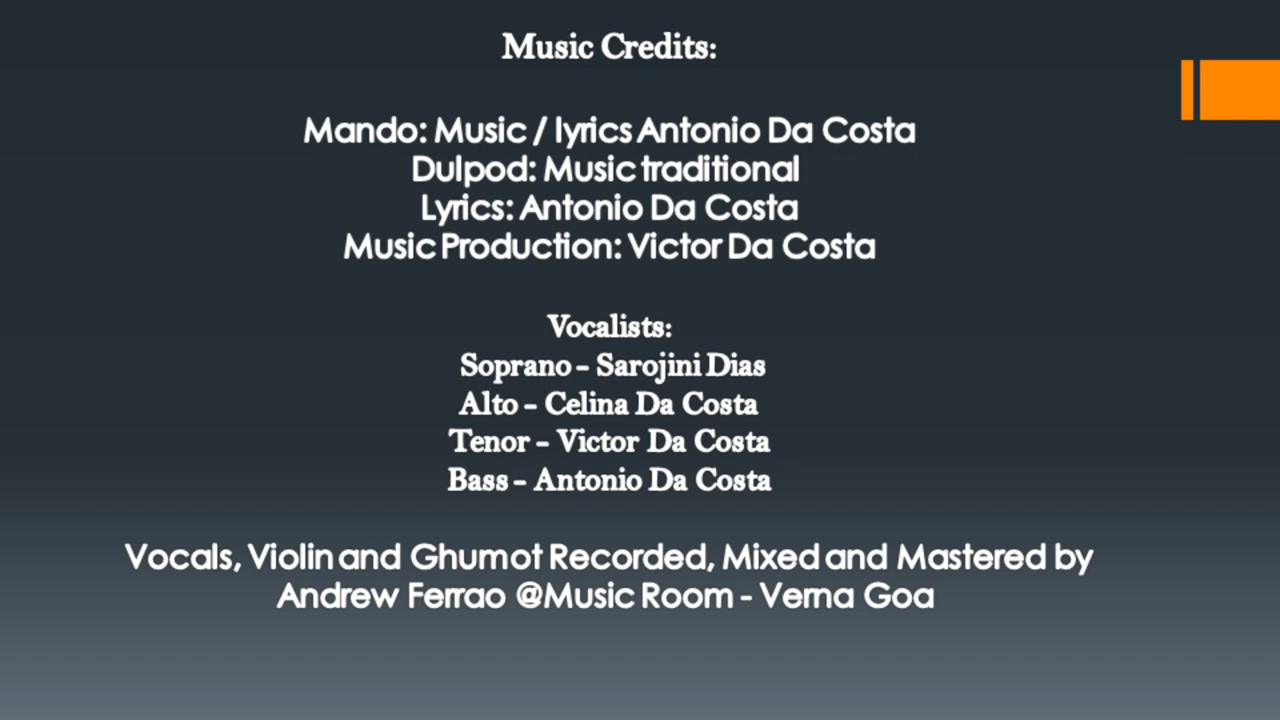 Music Credits:
Mando: Music / lyrics Antonio Da Costa
Dulpod: Music traditional
Lyrics: Antonio Da Costa
Music Production: Victor Da Costa
Vocalists:
Soprano – Sarojini Dias
Alto – Celina Da Costa
Tenor – Victor Da Costa
Bass – Antonio Da Costa
Vocals, Violin and Ghumot Recorded, Mixed and Mastered by
Andrew Ferrao @Music Room - Verna Goa